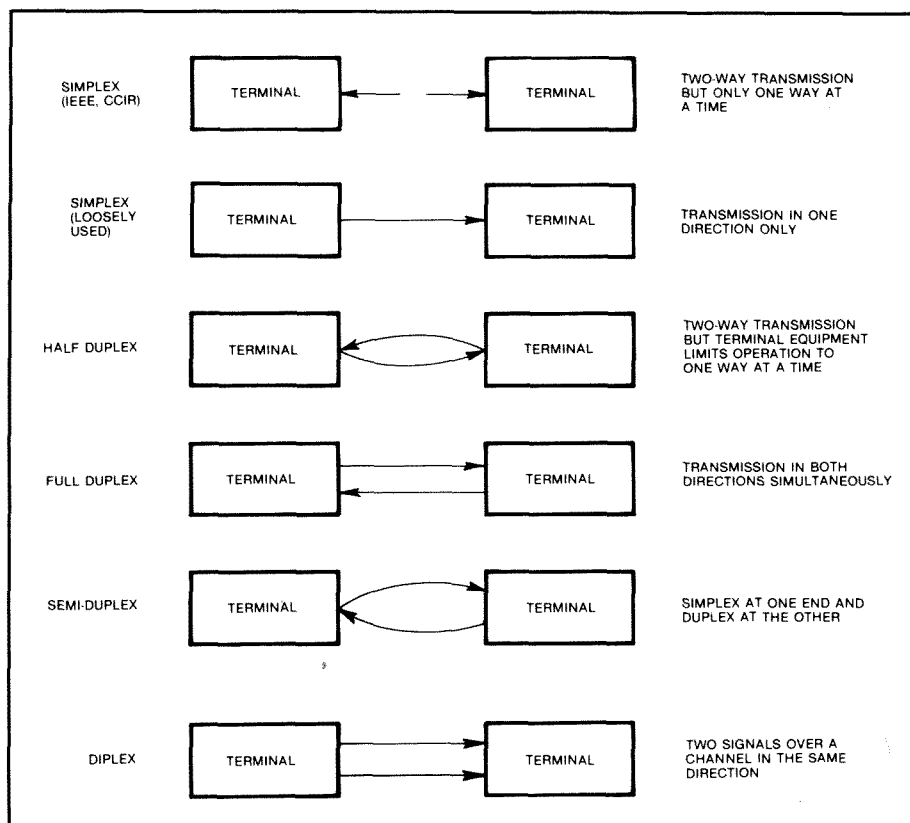 SIMPLEX
(IEEE, CCIR)
TERMINAL
TERMINAL
TWO-WAY TRANSMISSION
BUT ONLY ONE WAY AT
A TIME
SIMPLEX
(LOOSELY
USED)
TERMINAL
TERMINAL
TRANSMISSION IN ONE
DIRECTION ONLY
HALF DUPLEX
TERMINAL
TERMINAL
TWO-WAY TRANSMISSION
BUT TERMINAL EQUIPMENT
LIMITS OPERATION TO
ONE WAY AT A TIME
FULL DUPLEX
TERMINAL
TERMINAL
TRANSMISSION IN BOTH
DIRECTIONS SIMULTANEOUSLY
SEMI-DUPLEX
TERMINAL
TERMINAL
SIMPLEX AT ONE END AND
DUPLEX AT THE OTHER
DIPLEX
TERMINAL
TERMINAL
TWO SIGNALS OVER A
CHANNEL IN THE SAME
DIRECTION